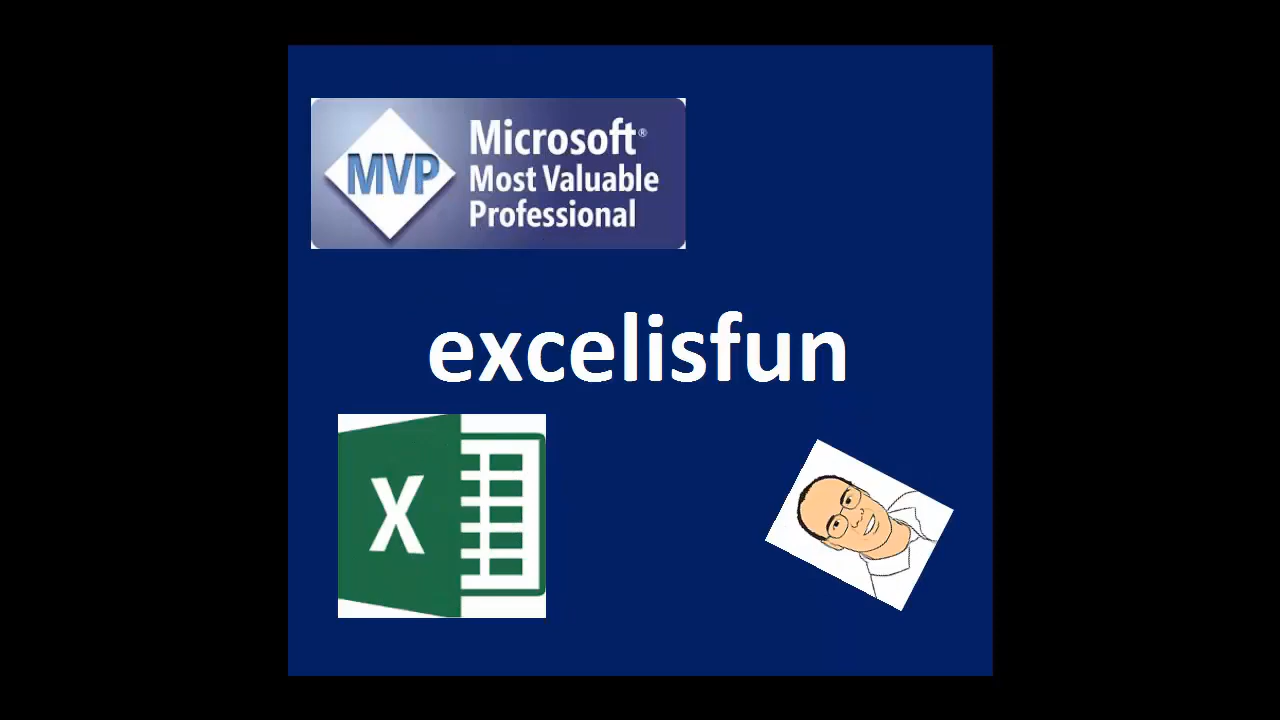 MVP
Microsoft®
Most Valuable
Professional
excelisfun
X